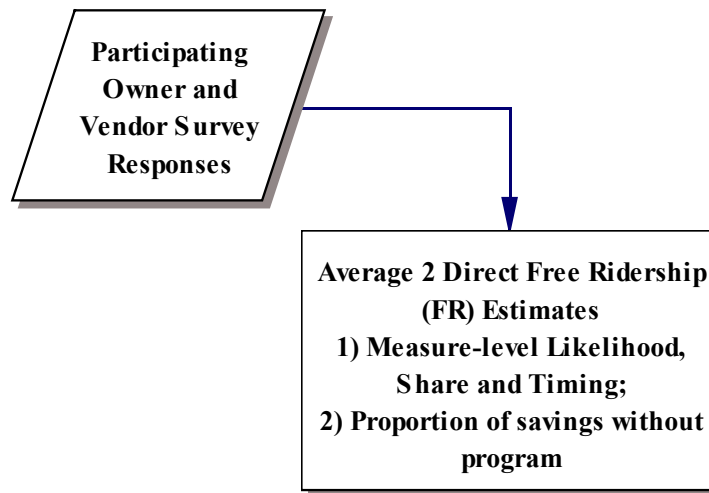 Participating
Owner and
Vendor Survey
Responses
Average 2 Direct Free Ridership
(FR) Estimates
1) Measure-level Likelihood,
Share and Timing;
2) Proportion of savings without
program